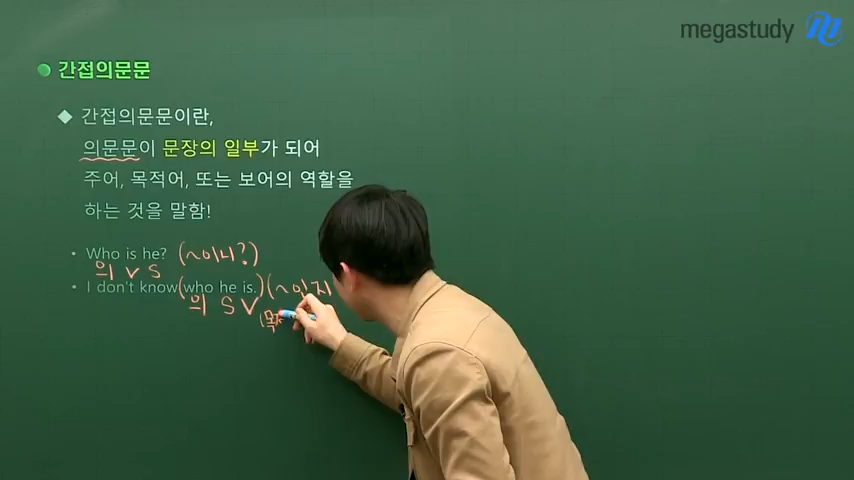 megastudy
간접의문문
간접의문문이란,
의문문이 문장의 일부가 되어
주어, 목적어, 또는 보어의 역할을
하는 것을 말함!
• Who is he? (~이니?)
의 V S
• I don't know (who he is.) (~인지
의 S V